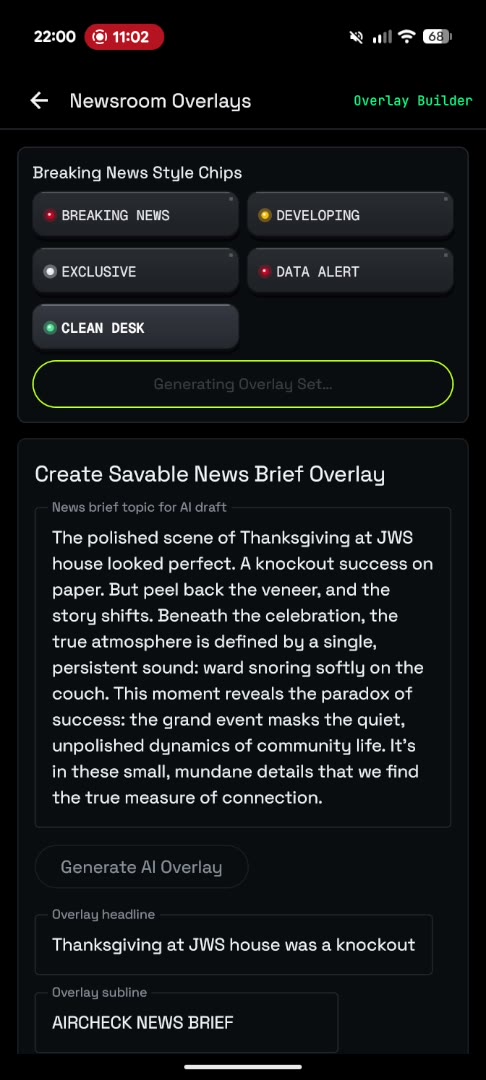 22:00 11:02 68
Newsroom Overlays Overlay Builder
Breaking News Style Chips
BREAKING NEWS DEVELOPING
EXCLUSIVE DATA ALERT
CLEAN DESK
Generating Overlay Set...
Create Savable News Brief Overlay
News brief topic for AI draft
The polished scene of Thanksgiving at JWS
house looked perfect. A knockout success on
paper. But peel back the veneer, and the
story shifts. Beneath the celebration, the
true atmosphere is defined by a single,
persistent sound: ward snoring softly on the
couch. This moment reveals the paradox of
success: the grand event masks the quiet,
unpolished dynamics of community life. It's
in these small, mundane details that we find
the true measure of connection.
Generate AI Overlay
Overlay headline
Thanksgiving at JWS house was a knockout
Overlay subline
AIRCHECK NEWS BRIEF